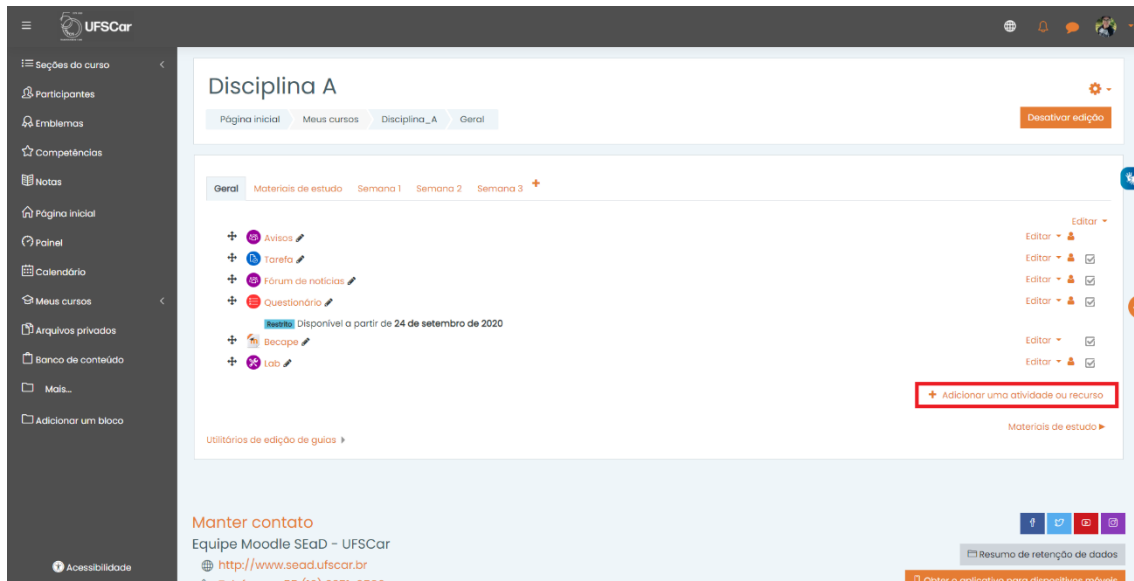 UFSCar
Seções do curso
Participantes
Emblemas
Competências
Notas
Página inicial
Painel
Calendário
Meus cursos
Arquivos privados
Banco de conteúdo
Mais...
Adicionar um bloco
Acessibilidade
Disciplina A
Página inicial Meus cursos Disciplina_A Geral
Desativar edição
Geral Materiais de estudo Semana 1 Semana 2 Semana 3
Editar
Avisos Editar
Tarefa Editar
Fórum de notícias Editar
Questionário Editar
Restrito Disponível a partir de 24 de setembro de 2020
Becape Editar
Lab Editar
Adicionar uma atividade ou recurso
Materiais de estudo
Utilitários de edição de guias
Manter contato
Equipe Moodle SEaD - UFSCar
http://www.sead.ufscar.br
Resumo de retenção de dados
Obter o aplicativo para dispositivos móveis